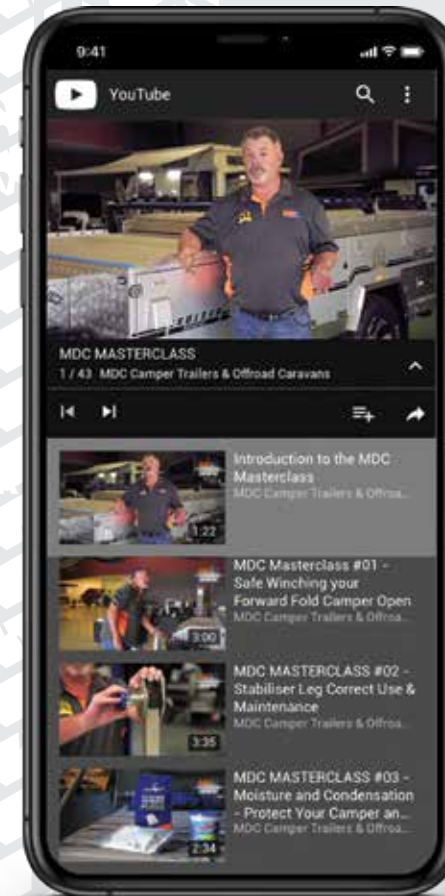 9:41
YouTube
MDC MASTERCLASS
1 / 43 MDC Camper Trailers & Offroad Caravans
Introduction to the MDC
Masterclass
MDC Camper Trailers & Offroa...
1:22
MDC Masterclass #01 -
Safe Winching your
Forward Fold Camper Open
MDC Camper Trailers & Offroa...
3:00
MDC MASTERCLASS #02 -
Stabiliser Leg Correct Use &
Maintenance
MDC Camper Trailers & Offroa...
3:35
MDC MASTERCLASS #03 -
Moisture and Condensation
- Protect Your Camper an...
MDC Camper Trailers & Offroa...
2:34